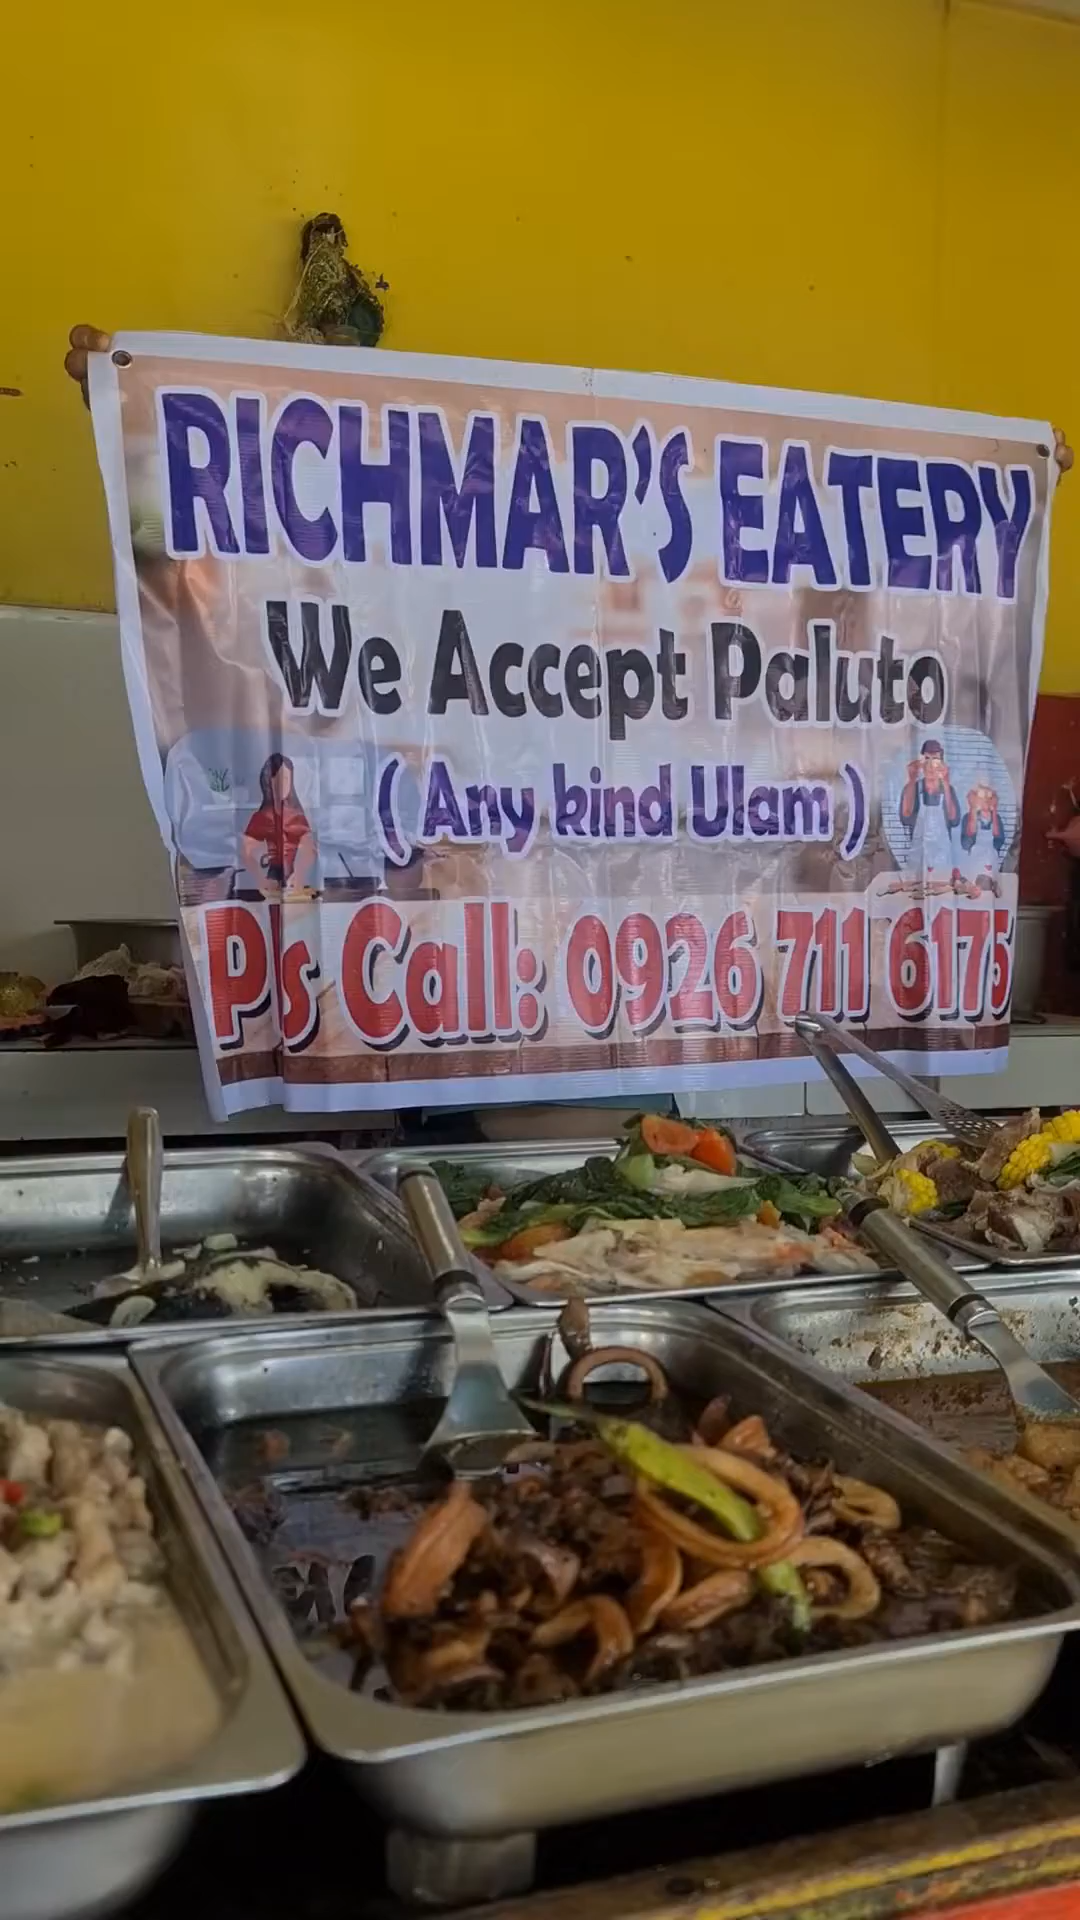 RICHMAR'S EATERY
We Accept Paluto
( Any kind Ulam )
Pls Call: 0926 711 6175